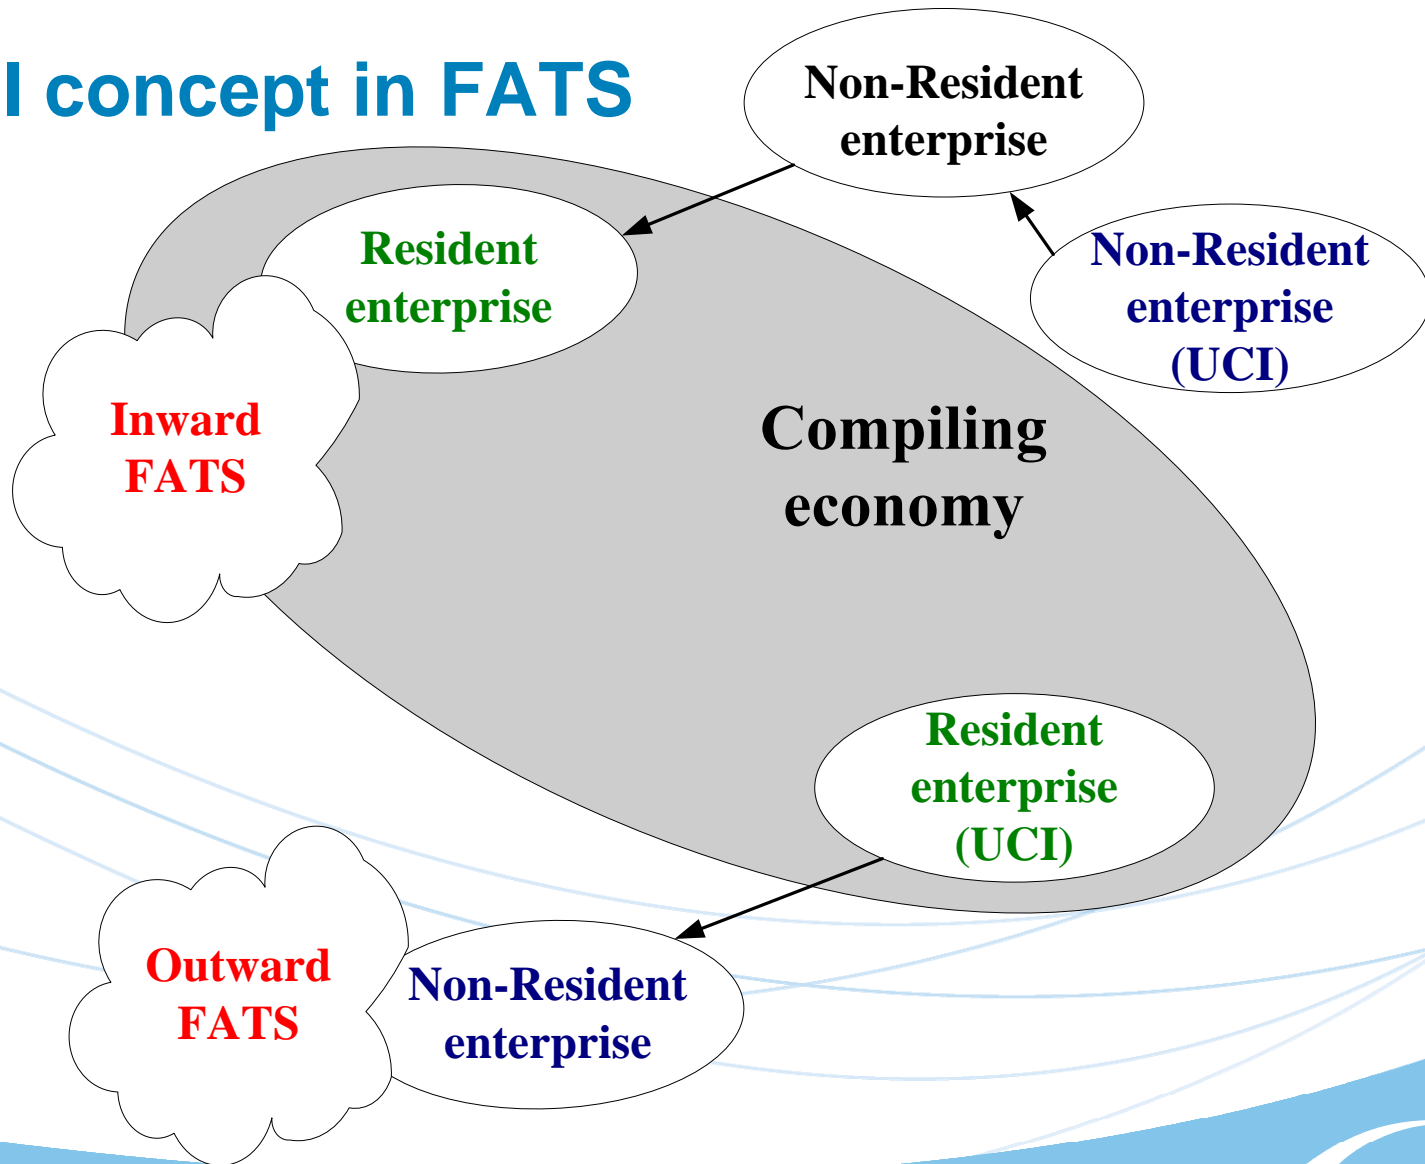 I concept in FATS
Non-Resident
enterprise
Resident
enterprise
Non-Resident
enterprise
(UCI)
Inward
FATS
Compiling
economy
Resident
enterprise
(UCI)
Outward
FATS
Non-Resident
enterprise